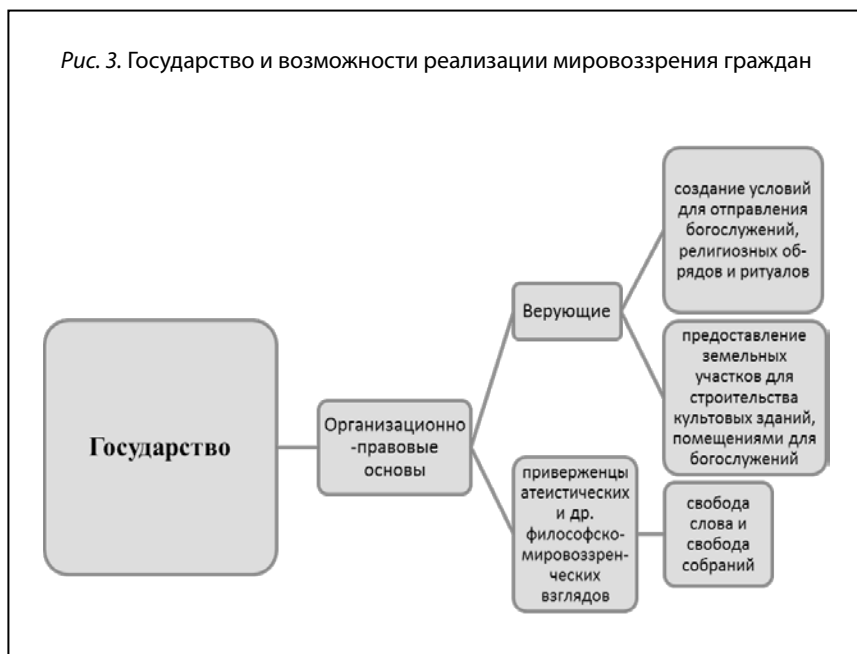 Рис. 3. Государство и возможности реализации мировоззрения граждан
Государство
Организационно
-правовые
основы
Верующие
создание условий
для отправления
богослужений,
религиозных об-
рядов и ритуалов
предоставление
земельных
участков для
строительства
культовых зданий,
помещениями для
богослужений
приверженцы
атеистических
и др.
философско-
мировоззрен-
ческих
взглядов
свобода
слова и
свобода
собраний